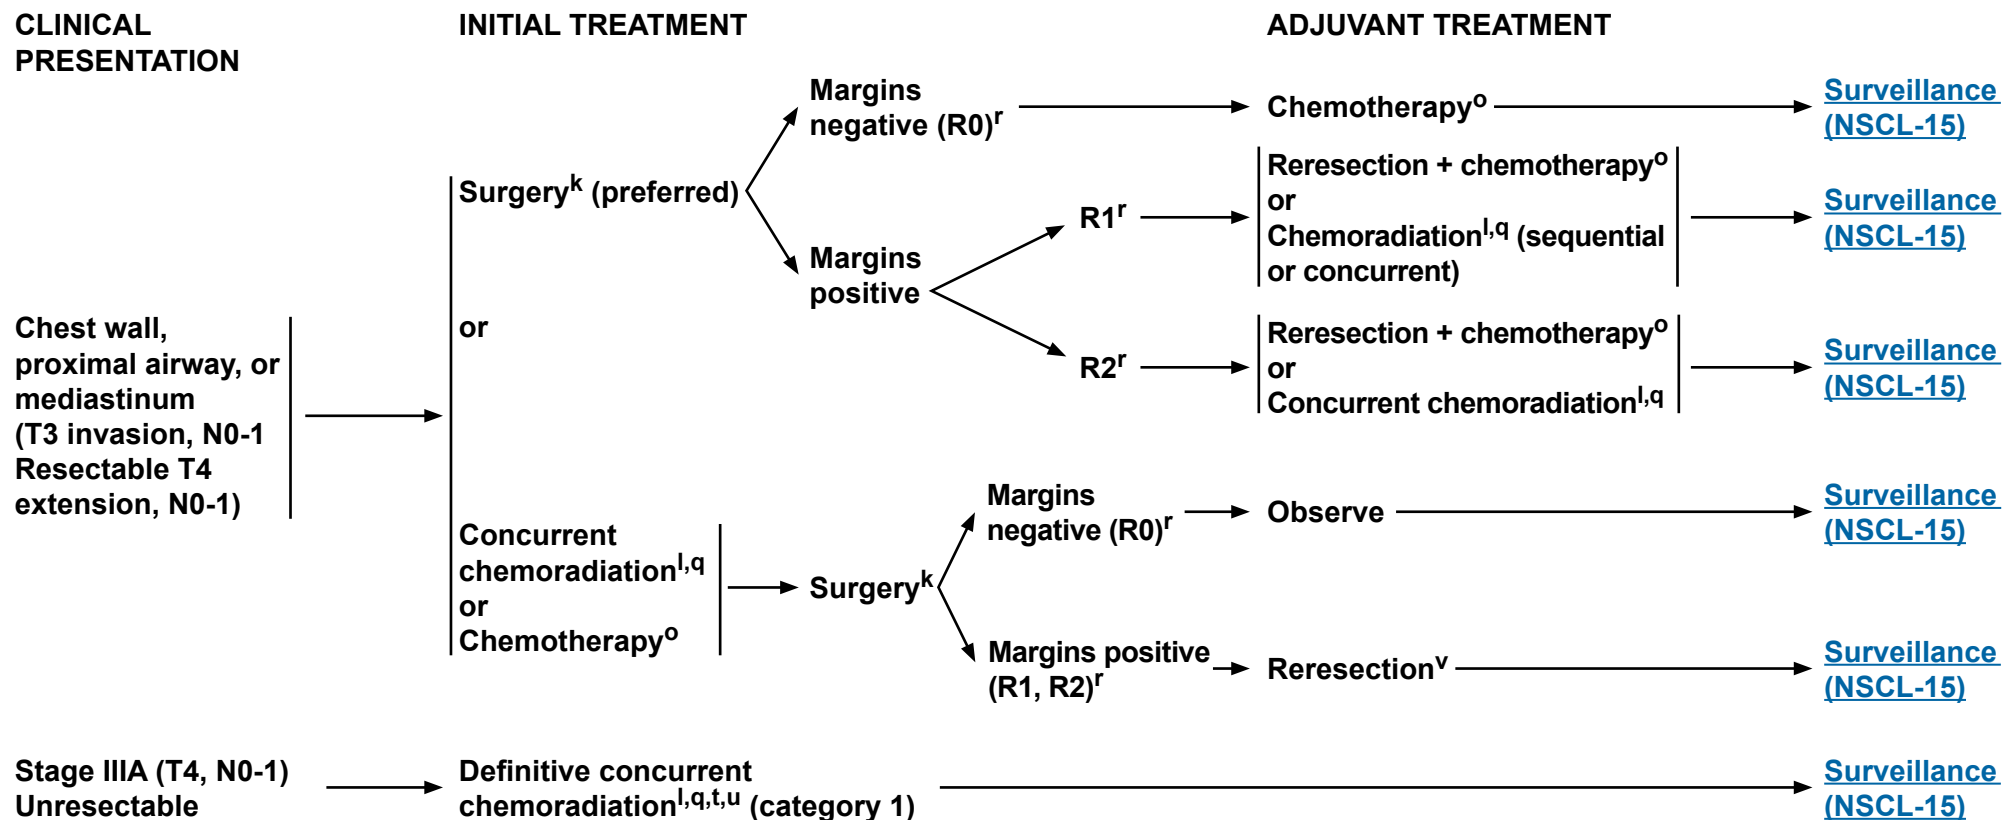 CLINICAL
PRESENTATION
INITIAL TREATMENT
ADJUVANT TREATMENT
Chest wall,
proximal airway, or
mediastinum
(T3 invasion, N0-1
Resectable T4
extension, N0-1)
Surgeryk (preferred)
or
Concurrent
chemoradiationl,q
or
Chemotherapyo
Margins
negative (R0)r
Chemotherapyo
Surveillance
(NSCL-15)
Margins
positive
R1r
Reresection + chemotherapyo
or
Chemoradiationl,q (sequential
or concurrent)
Surveillance
(NSCL-15)
R2r
Reresection + chemotherapyo
or
Concurrent chemoradiationl,q
Surveillance
(NSCL-15)
Surgeryk
Margins
negative (R0)r
Observe
Surveillance
(NSCL-15)
Margins positive
(R1, R2)r
Reresectionv
Surveillance
(NSCL-15)
Stage IIIA (T4, N0-1)
Unresectable
Definitive concurrent
chemoradiationl,q,t,u (category 1)
Surveillance
(NSCL-15)